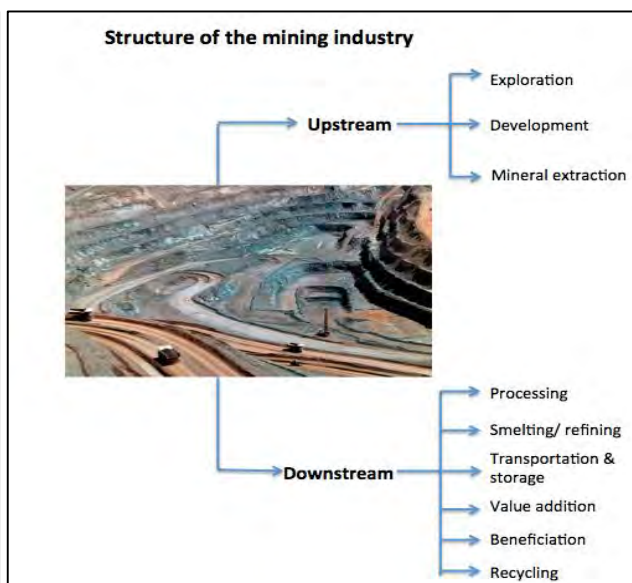 Structure of the mining industry
Exploration
Upstream
Development
Mineral extraction
Processing
Smelting/ refining
Downstream
Transportation &
storage
Value addition
Beneficiation
Recycling